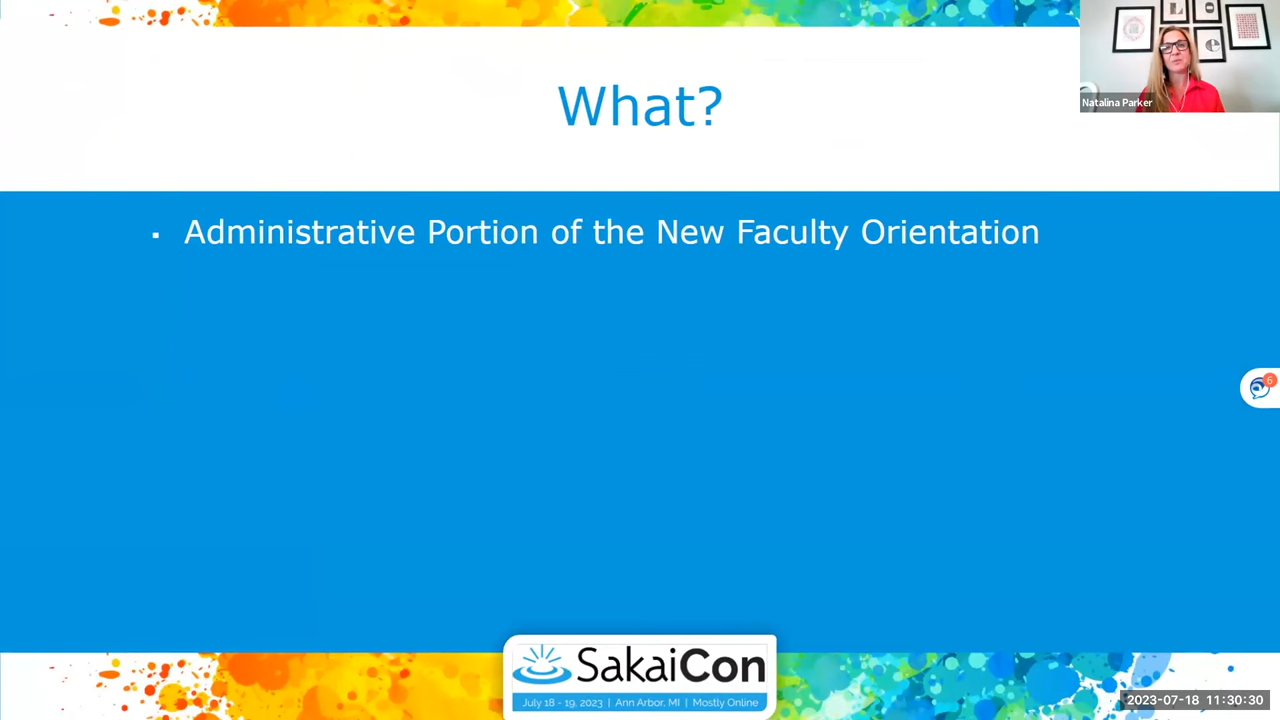 What?
Natalina Parker
L
O
e
▪ Administrative Portion of the New Faculty Orientation
6
SakaiCon
July 18 - 19, 2023 | Ann Arbor, MI | Mostly Online
2023-07-18 11:30:30